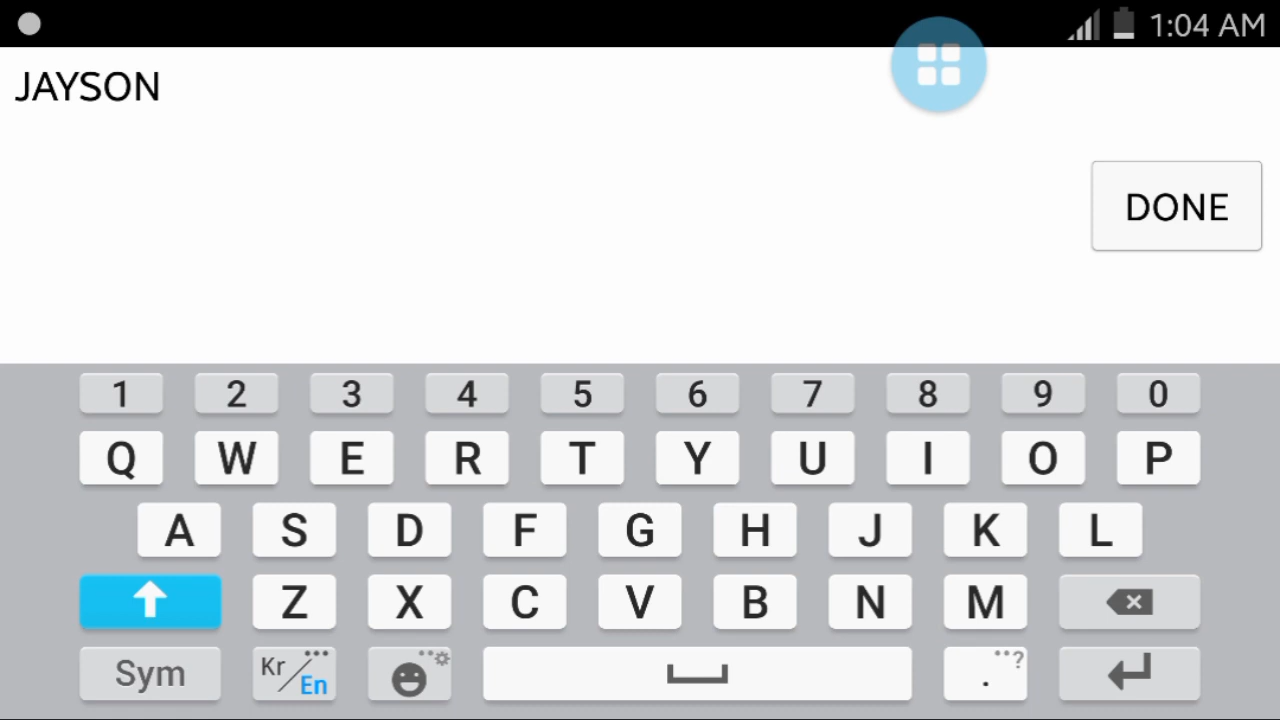 1:04 AM
JAYSON
DONE
1 2 3 4 5 6 7 8 9 0
Q W E R T Y U I O P
A S D F G H J K L
Z X C V B N M
Sym Kr/En . ?